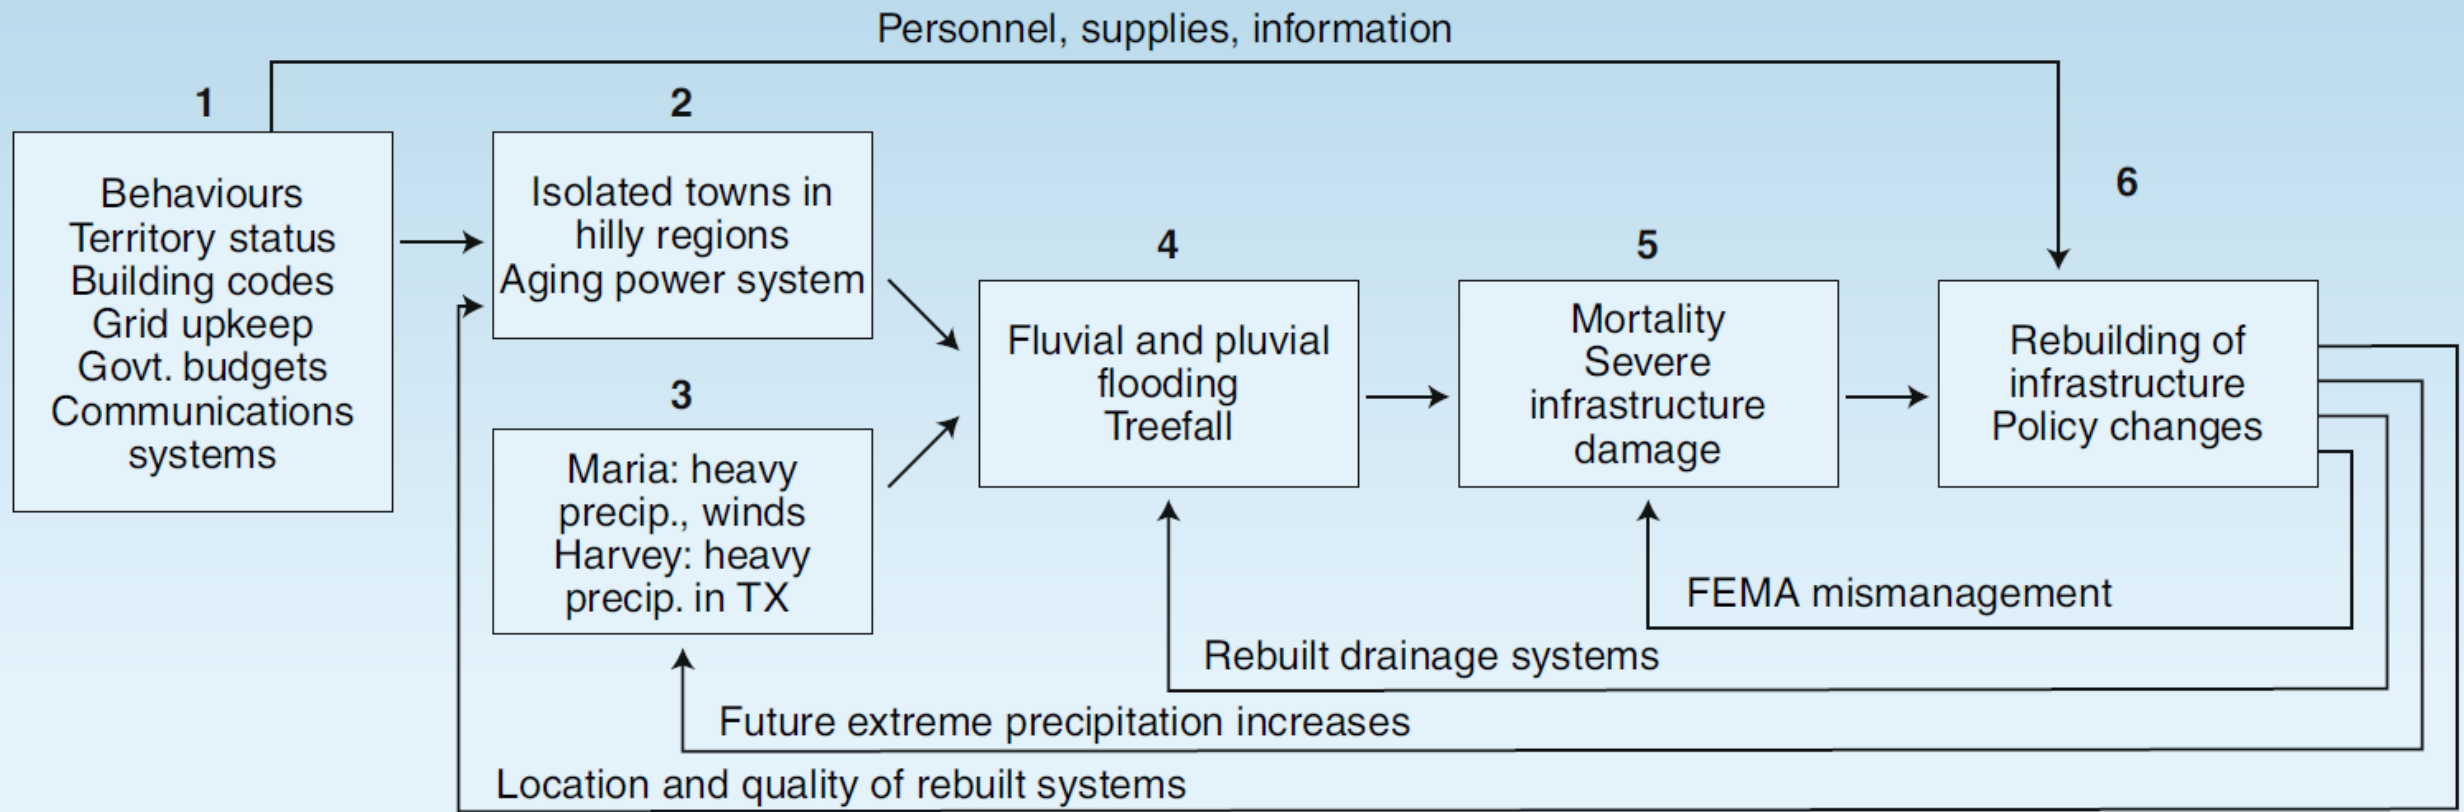 Personnel, supplies, information
1
Behaviours
Territory status
Building codes
Grid upkeep
Govt. budgets
Communications
systems
2
Isolated towns in
hilly regions
Aging power system
3
Maria: heavy
precip., winds
Harvey: heavy
precip. in TX
4
Fluvial and pluvial
flooding
Treefall
5
Mortality
Severe
infrastructure
damage
6
Rebuilding of
infrastructure
Policy changes
FEMA mismanagement
Rebuilt drainage systems
Future extreme precipitation increases
Location and quality of rebuilt systems